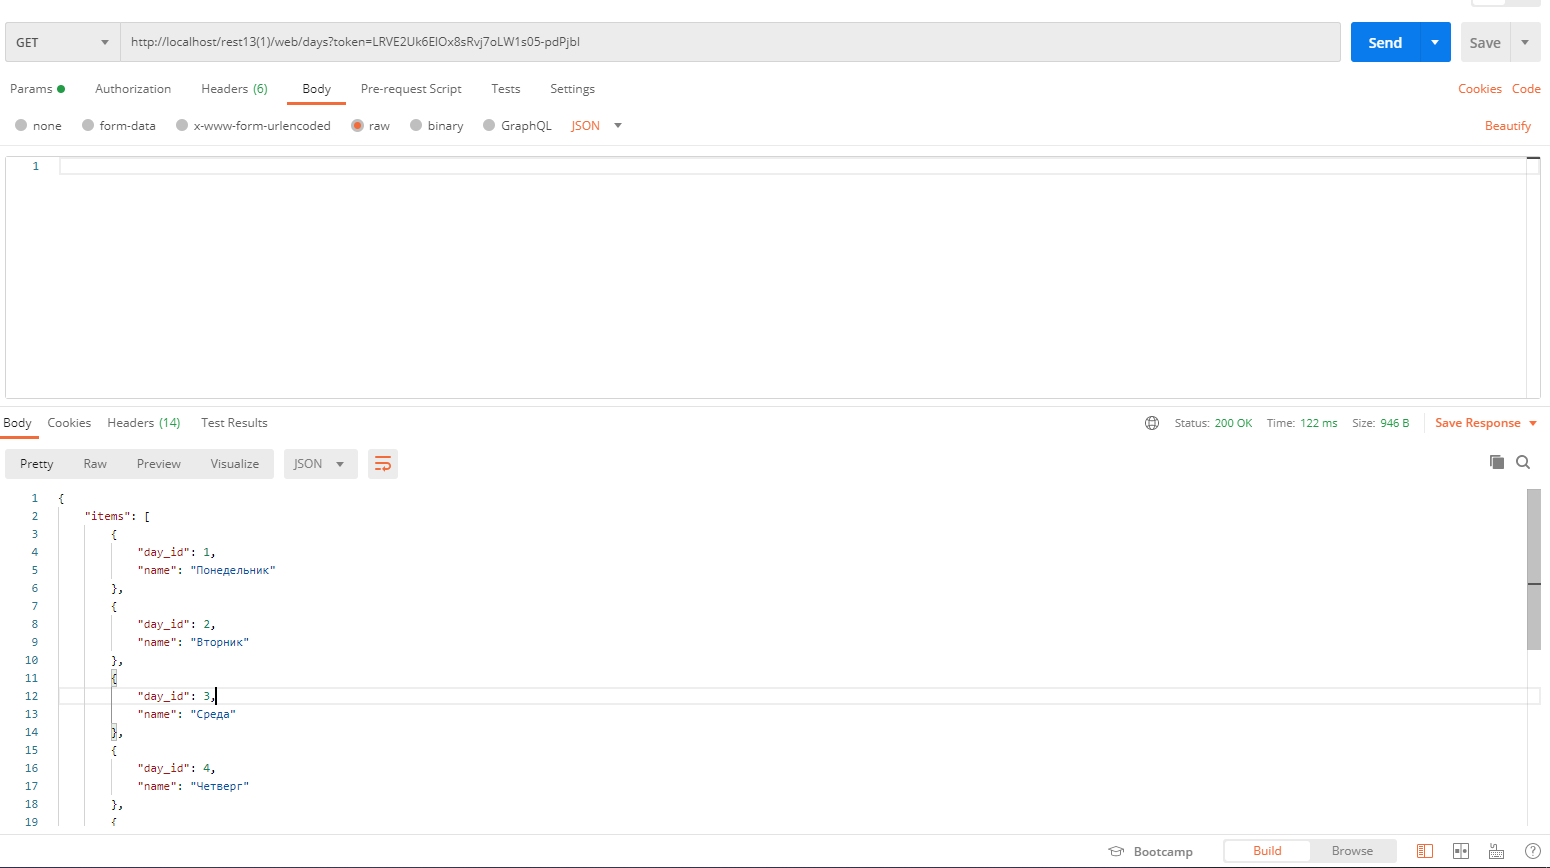 GET http://localhost/rest13(1)/web/days?token=LRVE2Uk6ElOx8sRvj7oLW1s05-pdPjbl Send Save
Params Authorization Headers (6) Body Pre-request Script Tests Settings Cookies Code
none form-data x-www-form-urlencoded raw binary GraphQL JSON Beautify
1
Body Cookies Headers (14) Test Results Status: 200 OK Time: 122 ms Size: 946 B Save Response
Pretty Raw Preview Visualize JSON
1 {
2 "items": [
3 {
4 "day_id": 1,
5 "name": "Понедельник"
6 },
7 {
8 "day_id": 2,
9 "name": "Вторник"
10 },
11 {
12 "day_id": 3,
13 "name": "Среда"
14 },
15 {
16 "day_id": 4,
17 "name": "Четверг"
18 },
19 {
Bootcamp Build Browse